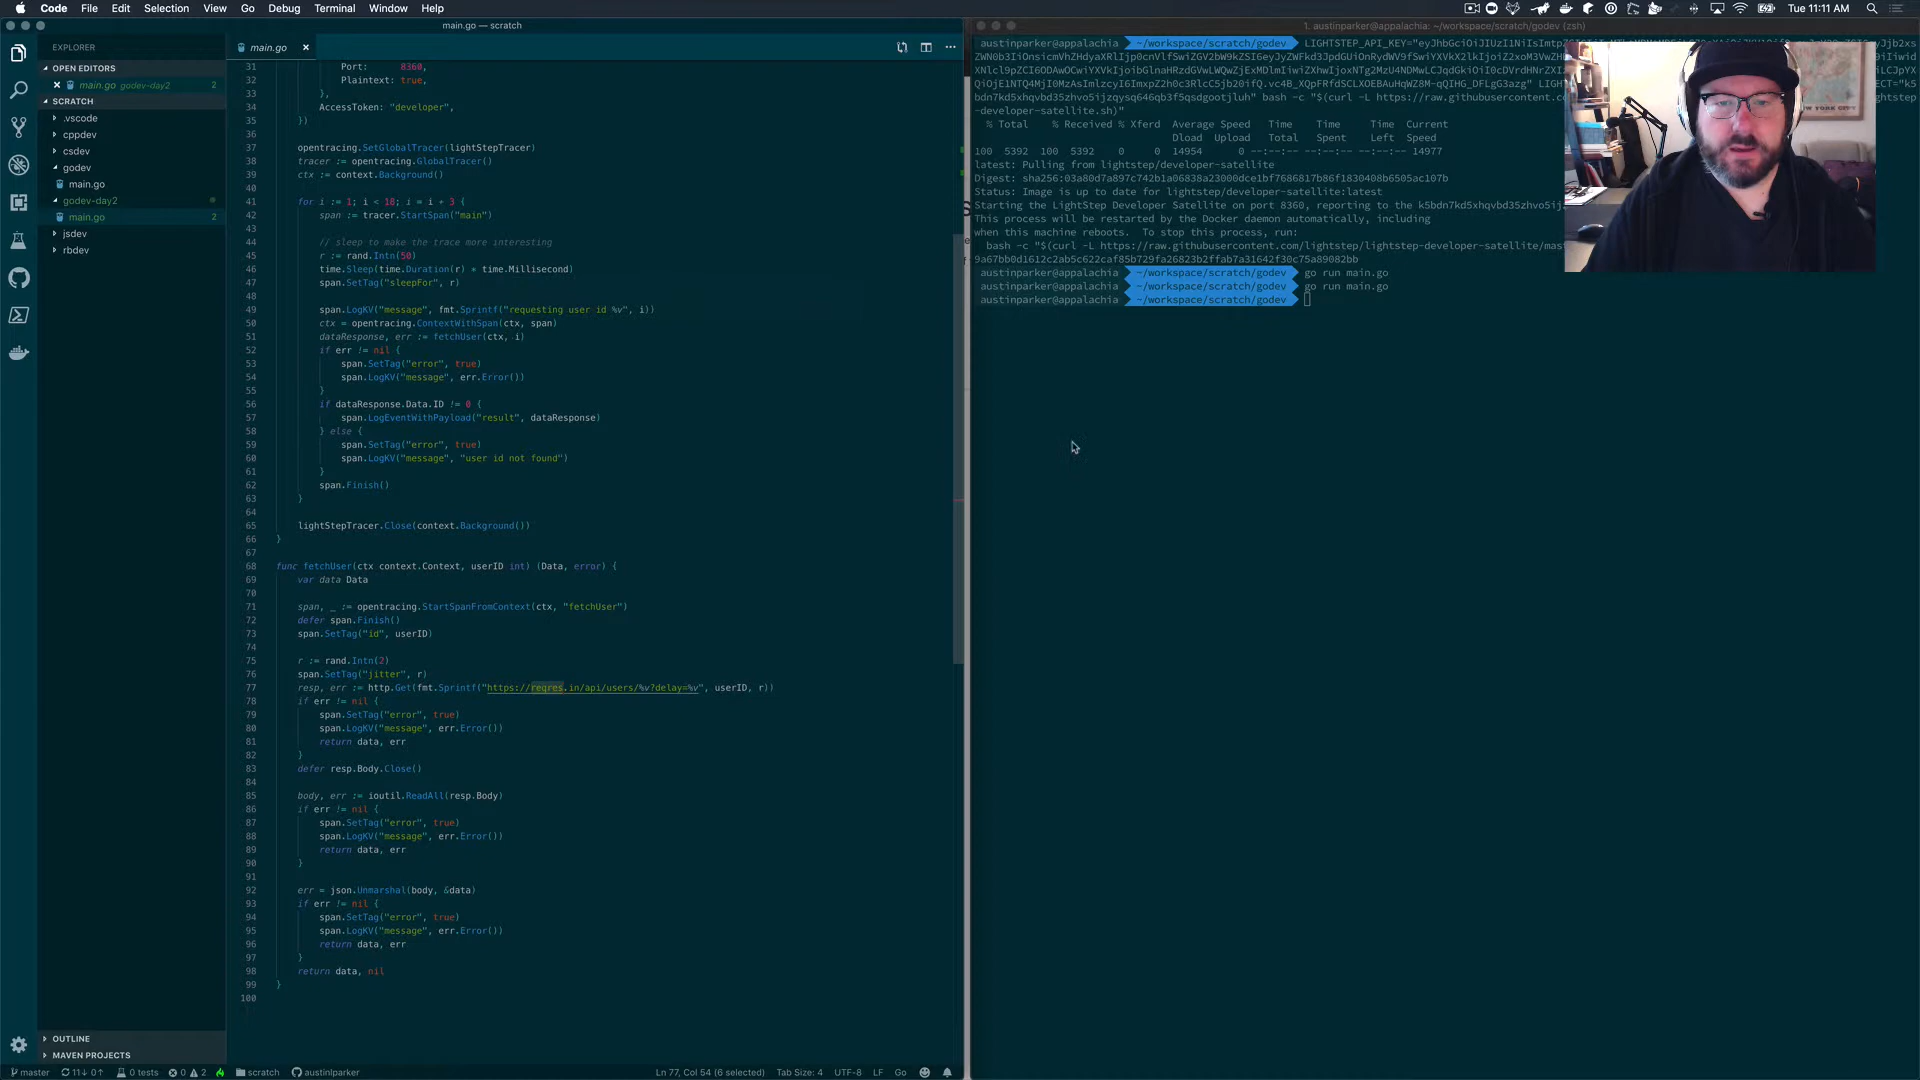 Code File Edit Selection View Go Debug Terminal Window Help
Tue 11:11 AM
main.go — scratch
EXPLORER
OPEN EDITORS
main.go godev-day2 2
SCRATCH
.vscode
cppdev
csdev
godev
main.go
godev-day2
main.go 2
jsdev
rbdev
OUTLINE
MAVEN PROJECTS
main.go
31 Port: 8360,
32 Plaintext: true,
33 },
34 AccessToken: "developer",
35 })
36
37 opentracing.SetGlobalTracer(lightStepTracer)
38 tracer := opentracing.GlobalTracer()
39 ctx := context.Background()
40
41 for i := 1; i < 18; i = i + 3 {
42 span := tracer.StartSpan("main")
43
44 // sleep to make the trace more interesting
45 r := rand.Intn(50)
46 time.Sleep(time.Duration(r) * time.Millisecond)
47 span.SetTag("sleepFor", r)
48
49 span.LogKV("message", fmt.Sprintf("requesting user id %v", i))
50 ctx = opentracing.ContextWithSpan(ctx, span)
51 dataResponse, err := fetchUser(ctx, i)
52 if err != nil {
53 span.SetTag("error", true)
54 span.LogKV("message", err.Error())
55 }
56 if dataResponse.Data.ID != 0 {
57 span.LogEventWithPayload("result", dataResponse)
58 } else {
59 span.SetTag("error", true)
60 span.LogKV("message", "user id not found")
61 }
62 span.Finish()
63 }
64
65 lightStepTracer.Close(context.Background())
66 }
67
68 func fetchUser(ctx context.Context, userID int) (Data, error) {
69 var data Data
70
71 span, _ := opentracing.StartSpanFromContext(ctx, "fetchUser")
72 defer span.Finish()
73 span.SetTag("id", userID)
74
75 r := rand.Intn(2)
76 span.SetTag("jitter", r)
77 resp, err := http.Get(fmt.Sprintf("https://reqres.in/api/users/%v?delay=%v", userID, r))
78 if err != nil {
79 span.SetTag("error", true)
80 span.LogKV("message", err.Error())
81 return data, err
82 }
83 defer resp.Body.Close()
84
85 body, err := ioutil.ReadAll(resp.Body)
86 if err != nil {
87 span.SetTag("error", true)
88 span.LogKV("message", err.Error())
89 return data, err
90 }
91
92 err = json.Unmarshal(body, &data)
93 if err != nil {
94 span.SetTag("error", true)
95 span.LogKV("message", err.Error())
96 return data, err
97 }
98 return data, nil
99 }
100
master 11↓ 0↑ 0 tests 0 2 scratch austinlparker Ln 77, Col 54 (6 selected) Tab Size: 4 UTF-8 LF Go
1. austinparker@appalachia: ~/workspace/scratch/godev (zsh)
austinparker@appalachia ~/workspace/scratch/godev
-developer-satellite.sh)"
% Total % Received % Xferd Average Speed Time Time Time Current
Dload Upload Total Spent Left Speed
100 5392 100 5392 0 0 14954 0 --:--:-- --:--:-- --:--:-- 14977
latest: Pulling from lightstep/developer-satellite
Status: Image is up to date for lightstep/developer-satellite:latest
Starting the LightStep Developer Satellite on port 8360, reporting to the
This process will be restarted by the Docker daemon automatically, including
when this machine reboots. To stop this process, run:
bash -c "$(curl -L https://raw.githubusercontent.com/lightstep/lightstep-developer-satellite/
austinparker@appalachia ~/workspace/scratch/godev go run main.go
austinparker@appalachia ~/workspace/scratch/godev go run main.go
austinparker@appalachia ~/workspace/scratch/godev